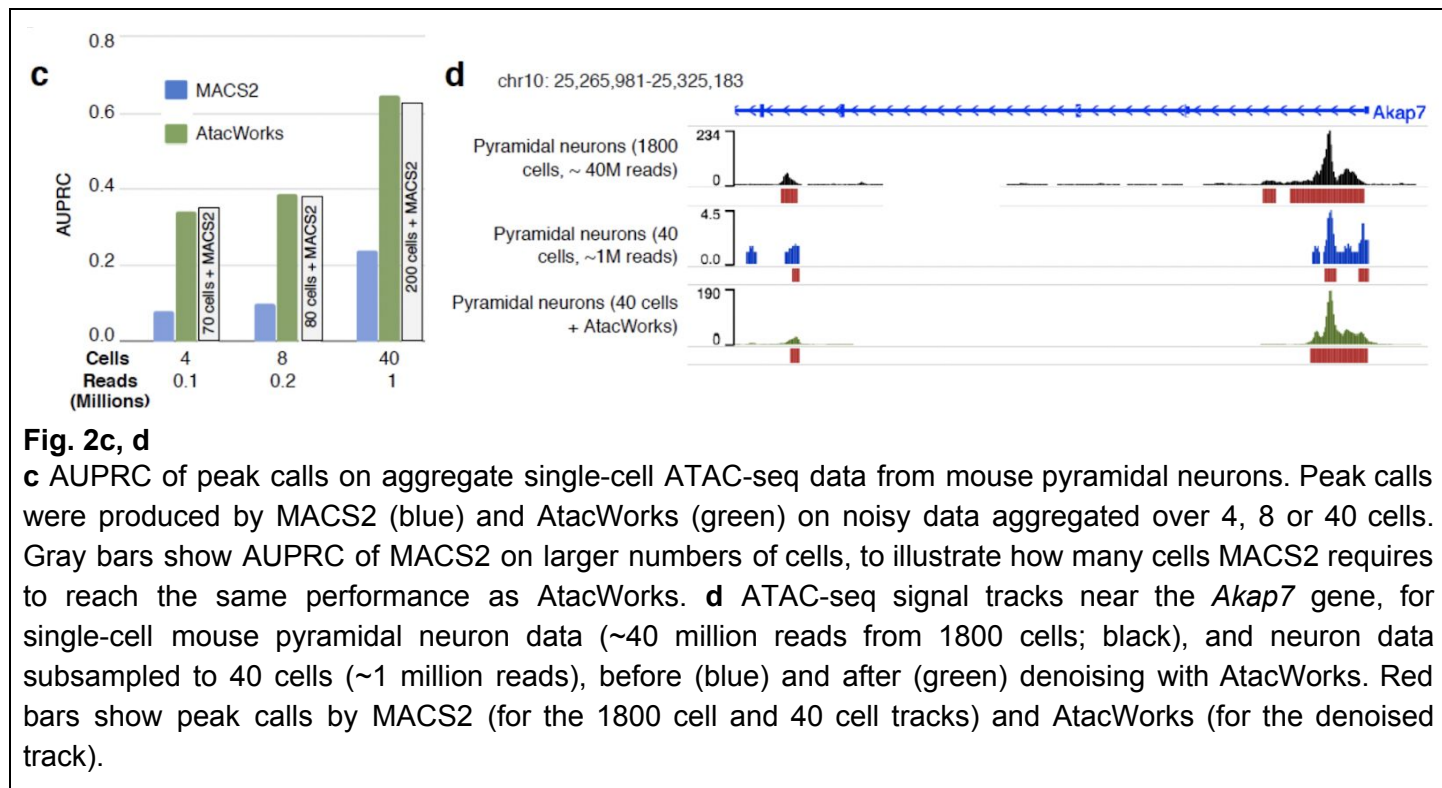 c
0.8
0.6
0.4
0.2
0.0
AUPRC
MACS2
AtacWorks
70 cells + MACS2
80 cells + MACS2
200 cells + MACS2
Cells 4 8 40
Reads 0.1 0.2 1
(Millions)
d
chr10: 25,265,981-25,325,183
Akap7
Pyramidal neurons (1800
cells, ~ 40M reads)
234
0
Pyramidal neurons (40
cells, ~1M reads)
4.5
0.0
Pyramidal neurons (40 cells
+ AtacWorks)
190
0
Fig. 2c, d
c AUPRC of peak calls on aggregate single-cell ATAC-seq data from mouse pyramidal neurons. Peak calls
were produced by MACS2 (blue) and AtacWorks (green) on noisy data aggregated over 4, 8 or 40 cells.
Gray bars show AUPRC of MACS2 on larger numbers of cells, to illustrate how many cells MACS2 requires
to reach the same performance as AtacWorks. d ATAC-seq signal tracks near the Akap7 gene, for
single-cell mouse pyramidal neuron data (~40 million reads from 1800 cells; black), and neuron data
subsampled to 40 cells (~1 million reads), before (blue) and after (green) denoising with AtacWorks. Red
bars show peak calls by MACS2 (for the 1800 cell and 40 cell tracks) and AtacWorks (for the denoised
track).